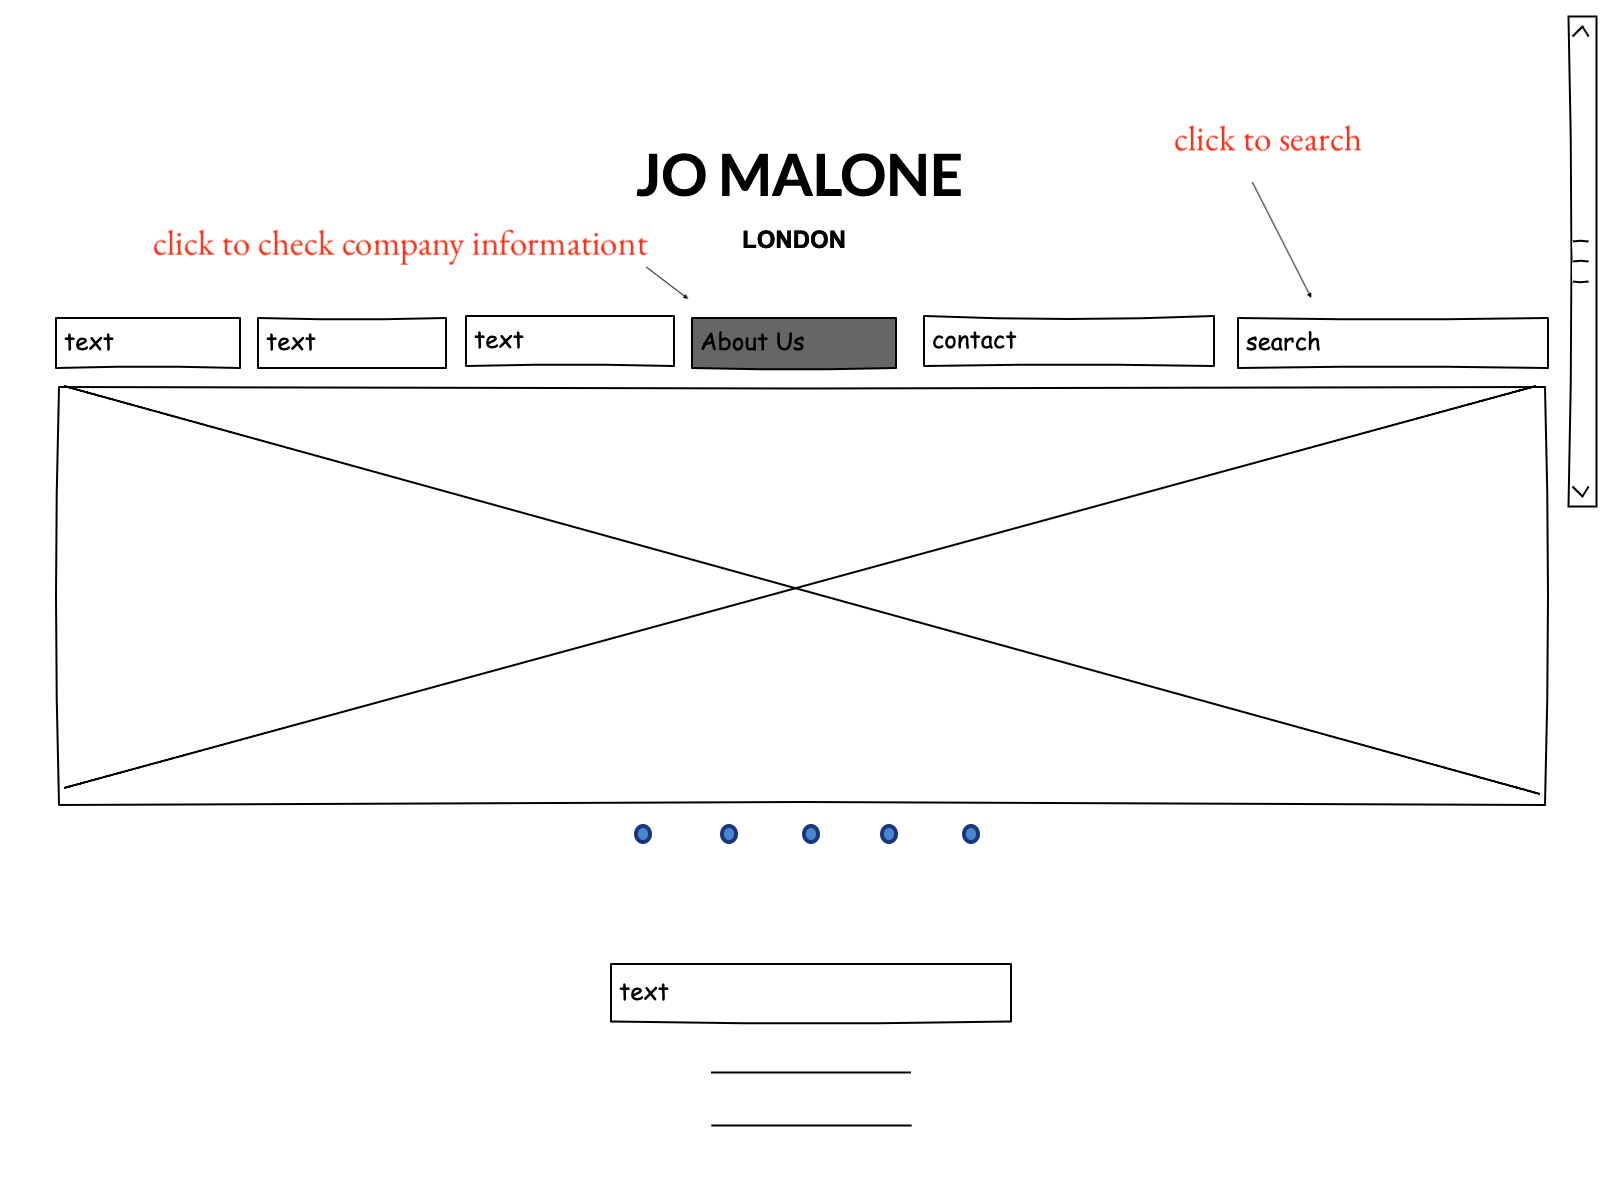 click to search
JO MALONE
LONDON
click to check company informationt
text
text
text
About Us
contact
search
text